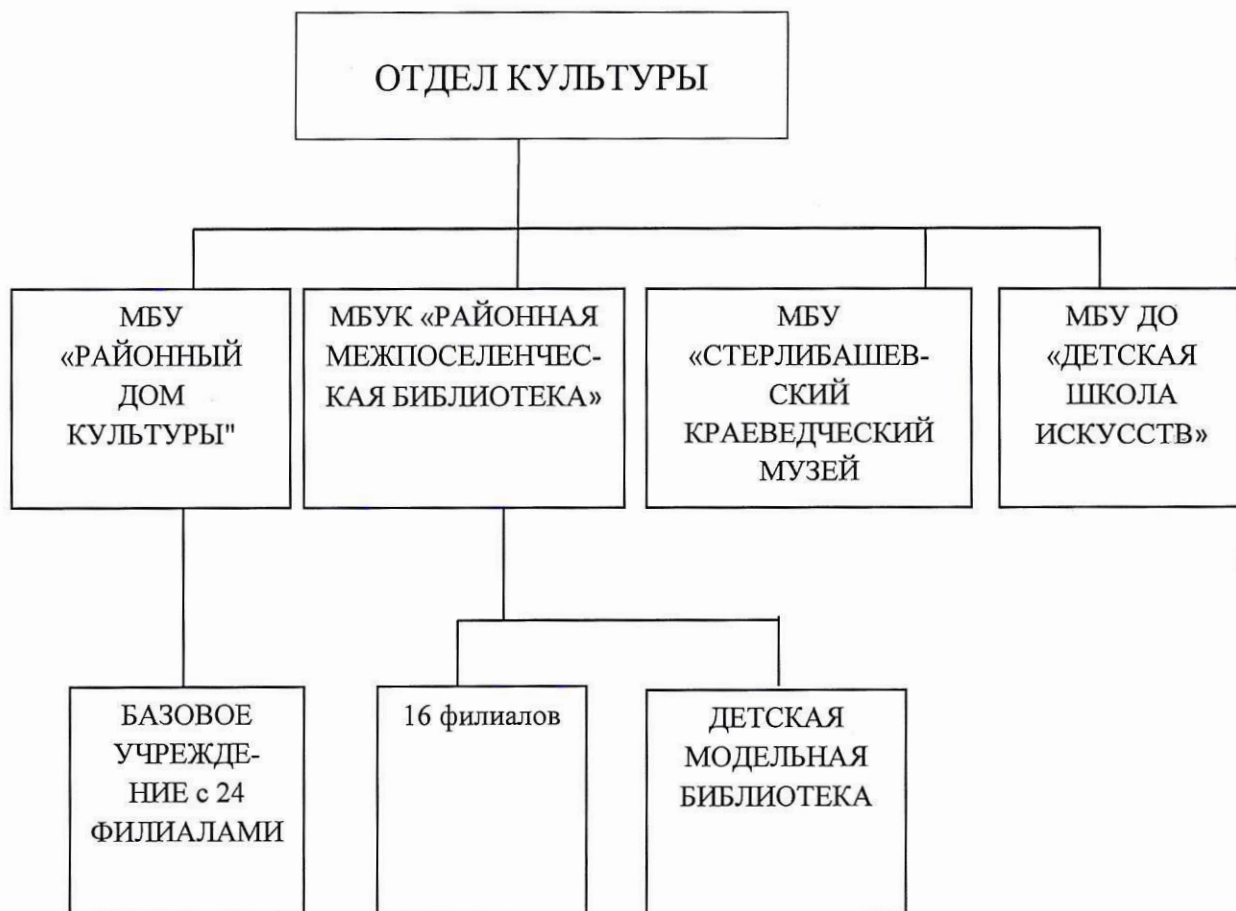 ОТДЕЛ КУЛЬТУРЫ
МБУ
«РАЙОННЫЙ
ДОМ
КУЛЬТУРЫ"
МБУК «РАЙОННАЯ
МЕЖПОСЕЛЕНЧЕС-
КАЯ БИБЛИОТЕКА»
МБУ
«СТЕРЛИБАШЕВ-
СКИЙ
КРАЕВЕДЧЕСКИЙ
МУЗЕЙ
МБУ ДО
«ДЕТСКАЯ
ШКОЛА
ИСКУССТВ»
БАЗОВОЕ
УЧРЕЖДЕ-
НИЕ с 24
ФИЛИАЛАМИ
16 филиалов
ДЕТСКАЯ
МОДЕЛЬНАЯ
БИБЛИОТЕКА